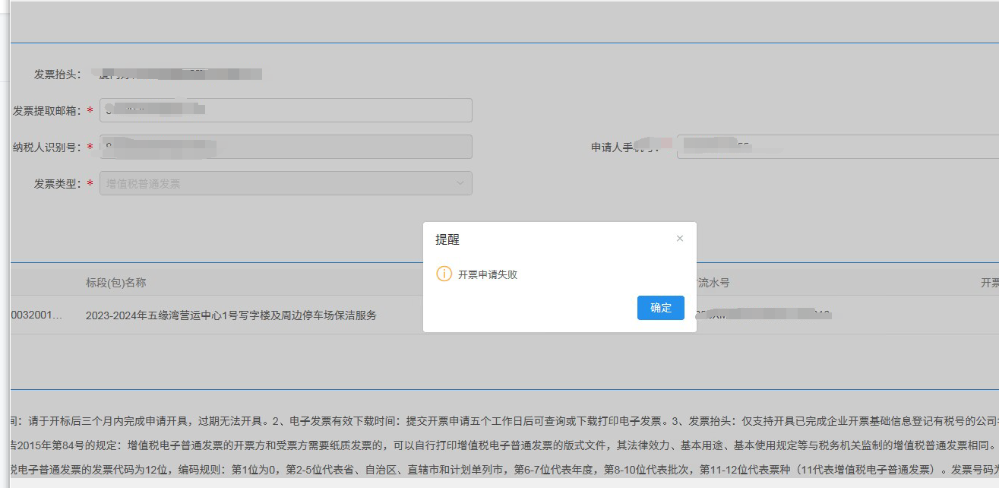 发票抬头：
发票提取邮箱：*
纳税人识别号：*
申请人手机号：
发票类型：* 增值税普通发票
提醒
×
开票申请失败
确定
标段(包)名称 流水号 开票
0032001... 2023-2024年五缘湾营运中心1号写字楼及周边停车场保洁服务
间：请于开标后三个月内完成申请开具，过期无法开具。2、电子发票有效下载时间：提交开票申请五个工作日后可查询或下载打印电子发票。3、发票抬头：仅支持开具已完成企业开票基础信息登记有税号的公司
告2015年第84号的规定：增值税电子普通发票的开票方和受票方需要纸质发票的，可以自行打印增值税电子普通发票的版式文件，其法律效力、基本用途、基本使用规定等与税务机关监制的增值税普通发票相同。
税电子普通发票的发票代码为12位，编码规则：第1位为0，第2-5位代表省、自治区、直辖市和计划单列市，第6-7位代表年度，第8-10位代表批次，第11-12位代表票种（11代表增值税电子普通发票）。发票号码为